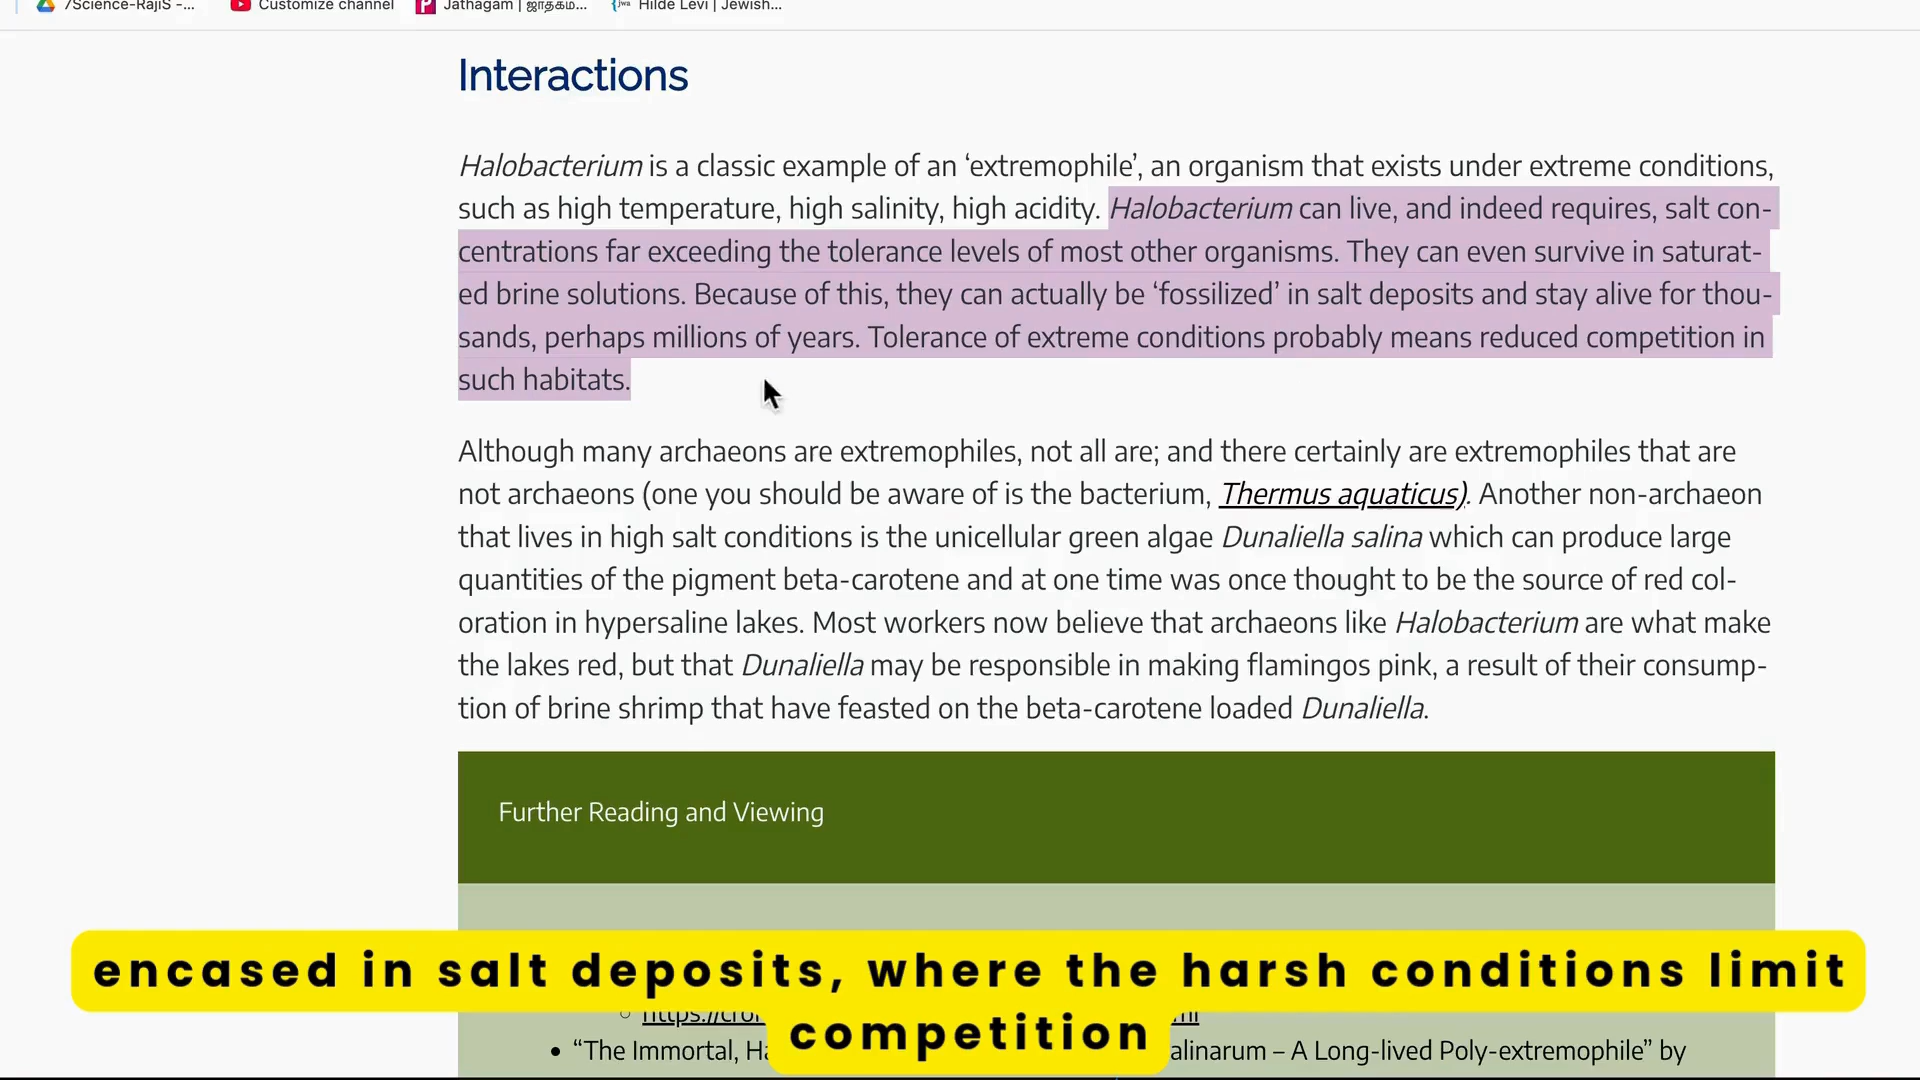 7Science-RajiS -...
Customize channel
Jathagam | ஜாதகம்...
Hilde Levi | Jewish...
Interactions
Halobacterium is a classic example of an ‘extremophile’, an organism that exists under extreme conditions,
such as high temperature, high salinity, high acidity. Halobacterium can live, and indeed requires, salt con-
centrations far exceeding the tolerance levels of most other organisms. They can even survive in saturat-
ed brine solutions. Because of this, they can actually be ‘fossilized’ in salt deposits and stay alive for thou-
sands, perhaps millions of years. Tolerance of extreme conditions probably means reduced competition in
such habitats.
Although many archaeons are extremophiles, not all are; and there certainly are extremophiles that are
not archaeons (one you should be aware of is the bacterium, Thermus aquaticus). Another non-archaeon
that lives in high salt conditions is the unicellular green algae Dunaliella salina which can produce large
quantities of the pigment beta-carotene and at one time was once thought to be the source of red col-
oration in hypersaline lakes. Most workers now believe that archaeons like Halobacterium are what make
the lakes red, but that Dunaliella may be responsible in making flamingos pink, a result of their consump-
tion of brine shrimp that have feasted on the beta-carotene loaded Dunaliella.
Further Reading and Viewing
encased in salt deposits, where the harsh conditions limit
competition
“The Immortal, alinarum – A Long-lived Poly-extremophile” by